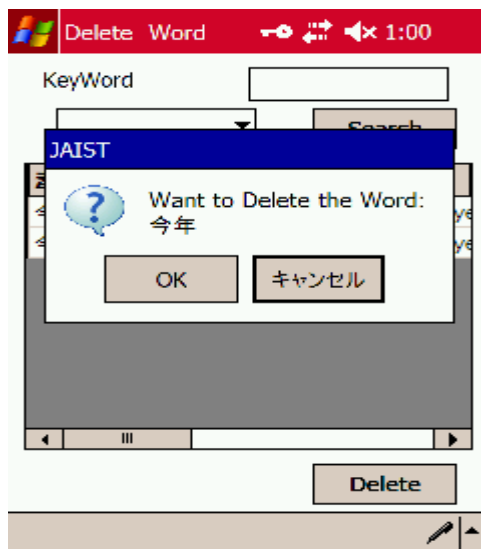 Delete Word 1:00
KeyWord
Search
JAIST
Want to Delete the Word:
今年
OK キャンセル
Delete